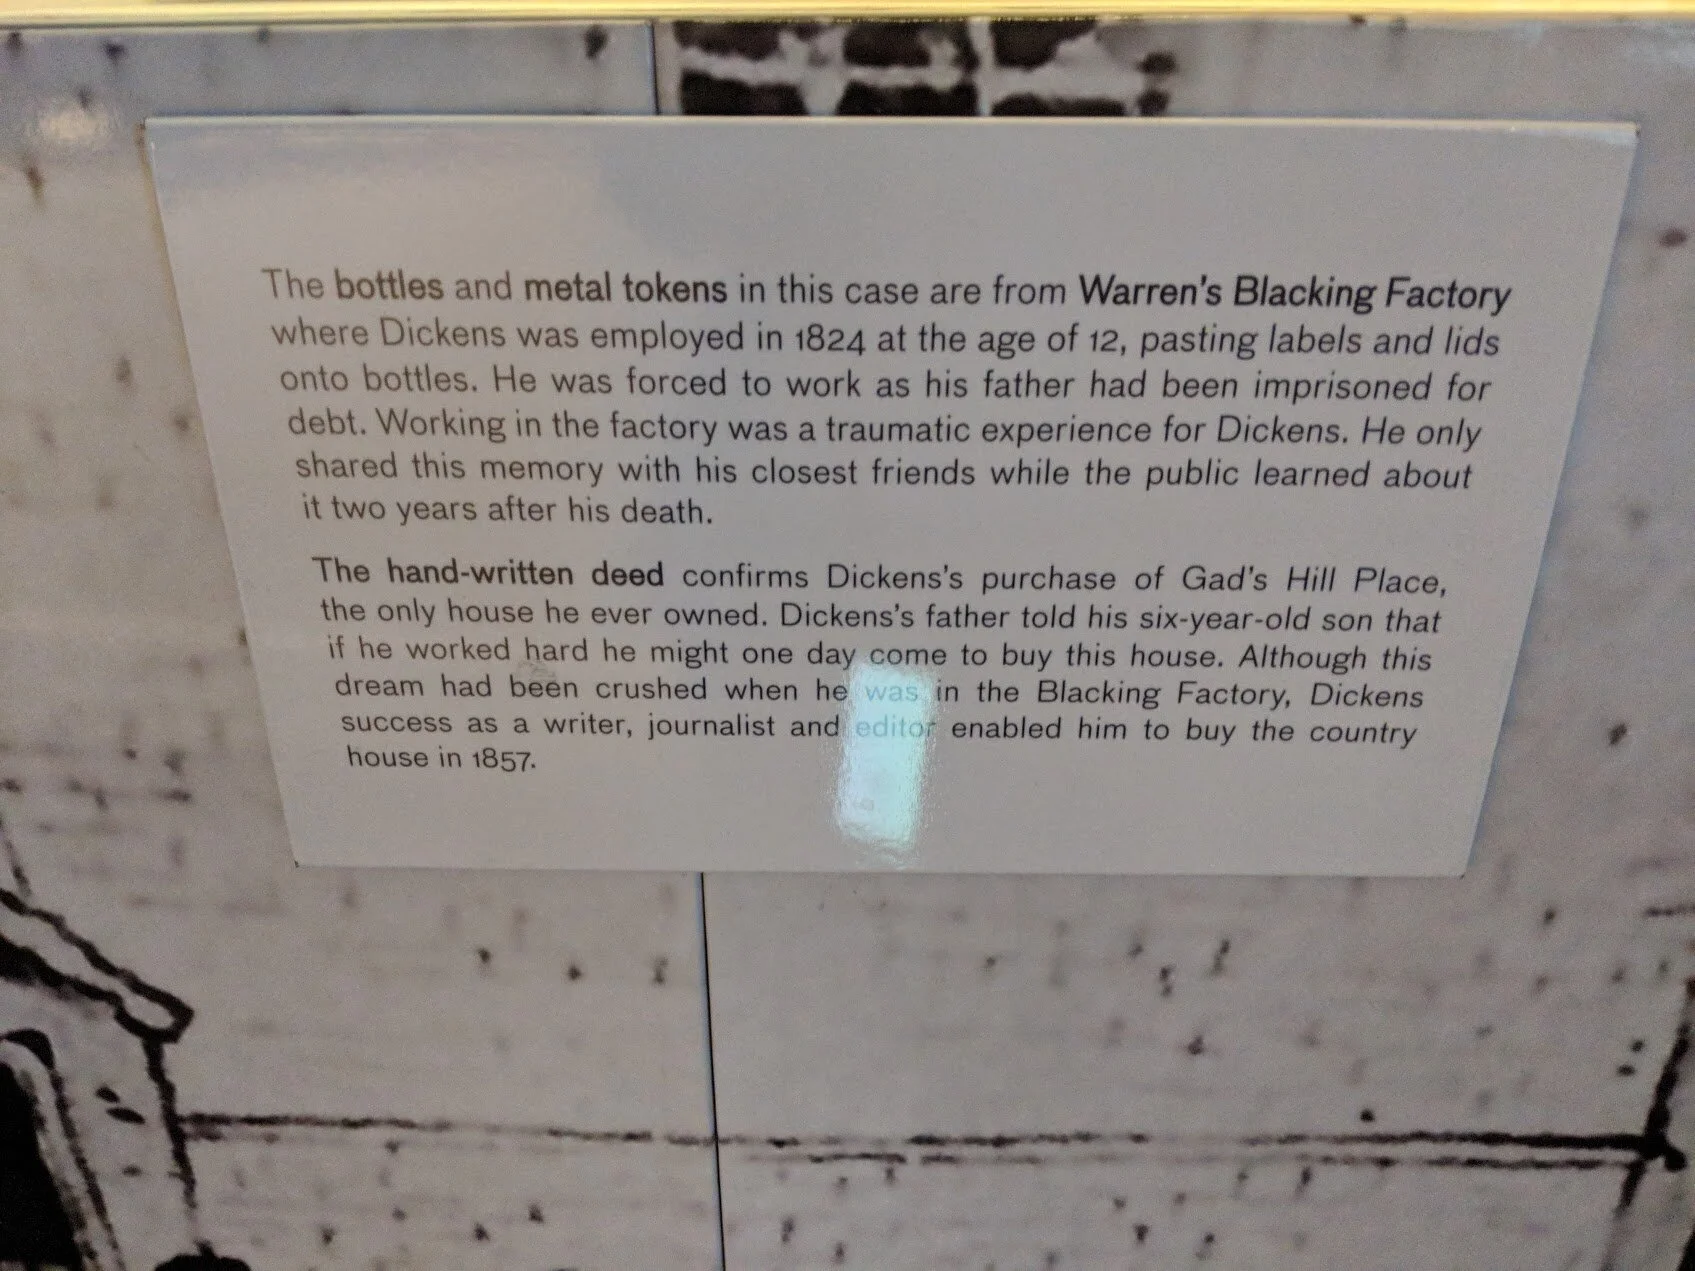 The bottles and metal tokens in this case are from Warren's Blacking Factory
where Dickens was employed in 1824 at the age of 12, pasting labels and lids
onto bottles. He was forced to work as his father had been imprisoned for
debt. Working in the factory was a traumatic experience for Dickens. He only
shared this memory with his closest friends while the public learned about
it two years after his death.
The hand-written deed confirms Dickens's purchase of Gad's Hill Place,
the only house he ever owned. Dickens's father told his six-year-old son that
if he worked hard he might one day come to buy this house. Although this
dream had been crushed when he was in the Blacking Factory, Dickens
success as a writer, journalist and editor enabled him to buy the country
house in 1857.